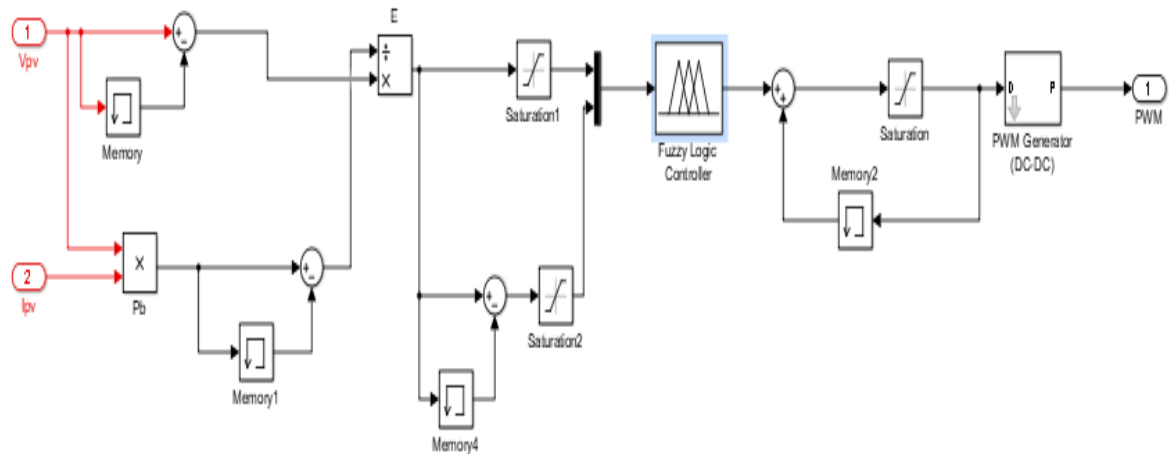 1
Vpv
+
-
Memory
2
Ipv
X
Pb
+
-
Memory1
E
÷
X
Saturation1
+
-
Saturation2
Memory4
Fuzzy Logic
Controller
+
+
Saturation
Memory2
D
P
PWM Generator
(DC-DC)
1
PWM